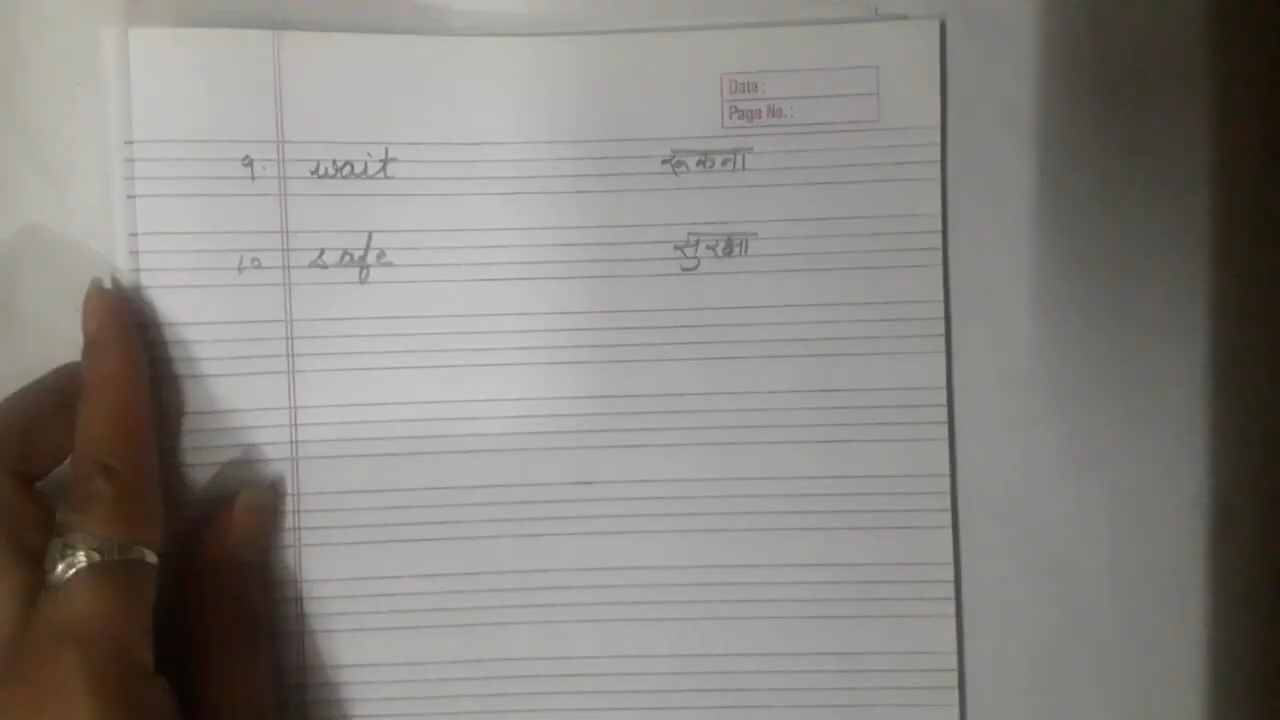 Date :
Page No. :
9. wait रूकना
10 safe सुरक्षा